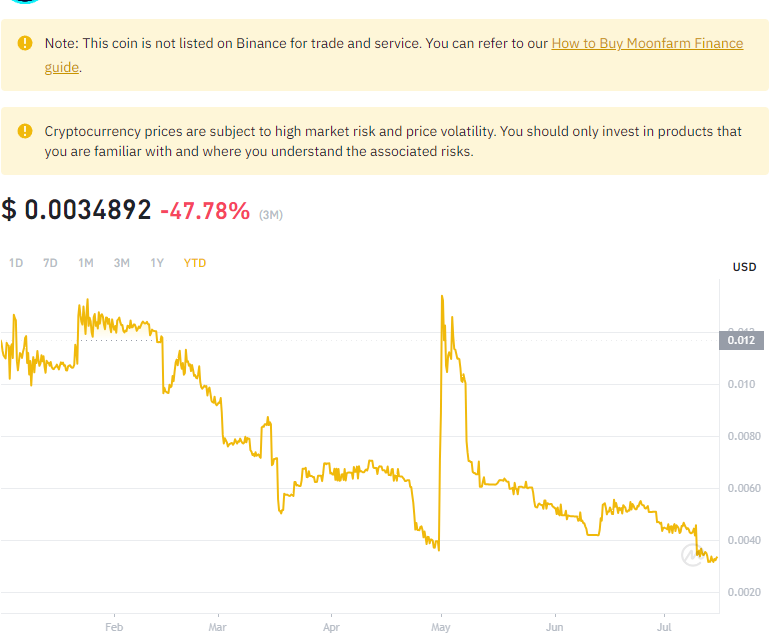 Note: This coin is not listed on Binance for trade and service. You can refer to our How to Buy Moonfarm Finance
guide.
Cryptocurrency prices are subject to high market risk and price volatility. You should only invest in products that
you are familiar with and where you understand the associated risks.
$ 0.0034892 -47.78% (3M)
1D 7D 1M 3M 1Y YTD
USD
0.012
0.012
0.010
0.0080
0.0060
0.0040
0.0020
Feb Mar Apr May Jun Jul